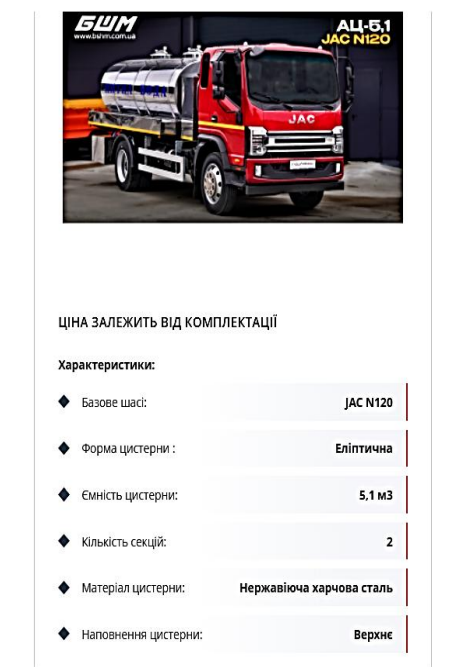 БШМ
www.bshm.com.ua
АЦ-5,1
JAC N120
JAC
ЦІНА ЗАЛЕЖИТЬ ВІД КОМПЛЕКТАЦІЇ
Характеристики:
Базове шасі: JAC N120
Форма цистерни : Еліптична
Ємність цистерни: 5,1 м3
Кількість секцій: 2
Матеріал цистерни: Нержавіюча харчова сталь
Наповнення цистерни: Верхнє